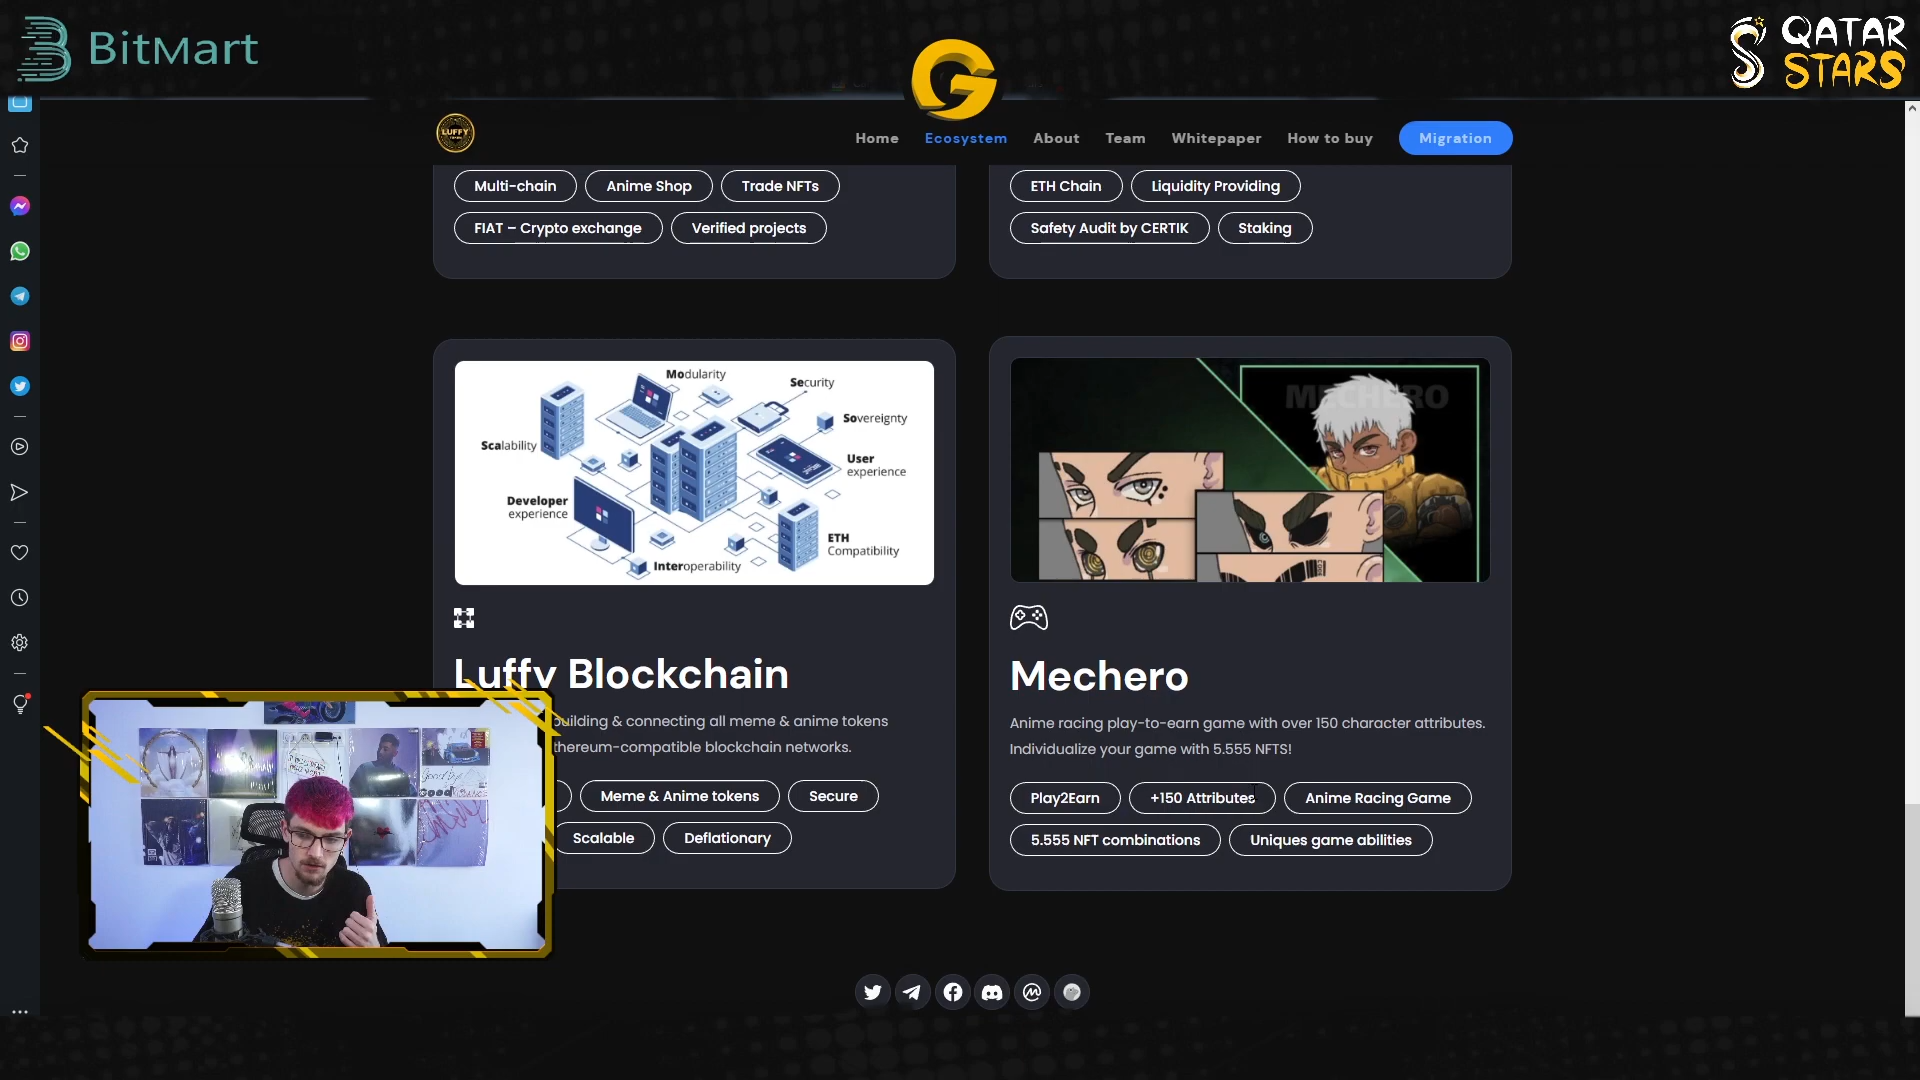 BITMART
QATAR
STARS
G
LUFFY
Home
Ecosystem
About
Team
Whitepaper
How to buy
Migration
Multi-chain
Anime Shop
Trade NFTs
FIAT – Crypto exchange
Verified projects
ETH Chain
Liquidity Providing
Safety Audit by CERTIK
Staking
Modularity
Security
Sovereignty
Scalability
User
experience
Developer
experience
ETH
Compatibility
Interoperability
MECHERO
Luffy Blockchain
building & connecting all meme & anime tokens
thereum-compatible blockchain networks.
Meme & Anime tokens
Secure
Scalable
Deflationary
Mechero
Anime racing play-to-earn game with over 150 character attributes.
Individualize your game with 5.555 NFTS!
Play2Earn
+150 Attributes
Anime Racing Game
5.555 NFT combinations
Uniques game abilities